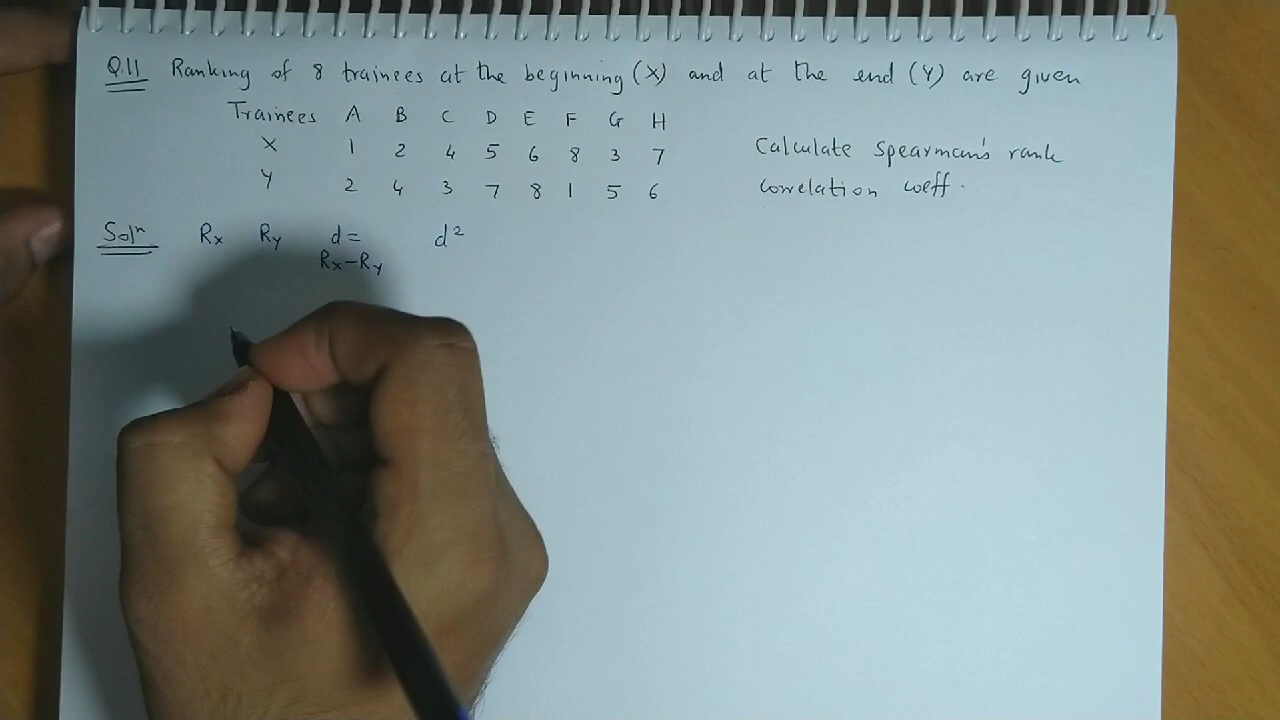 Q.11 Ranking of 8 trainees at the beginning (X) and at the end (Y) are given
Trainees A B C D E F G H
X 1 2 4 5 6 8 3 7
Y 2 4 3 7 8 1 5 6
Calculate Spearman's rank
correlation coeff.
Solⁿ Rx Ry d= d²
Rx-Ry